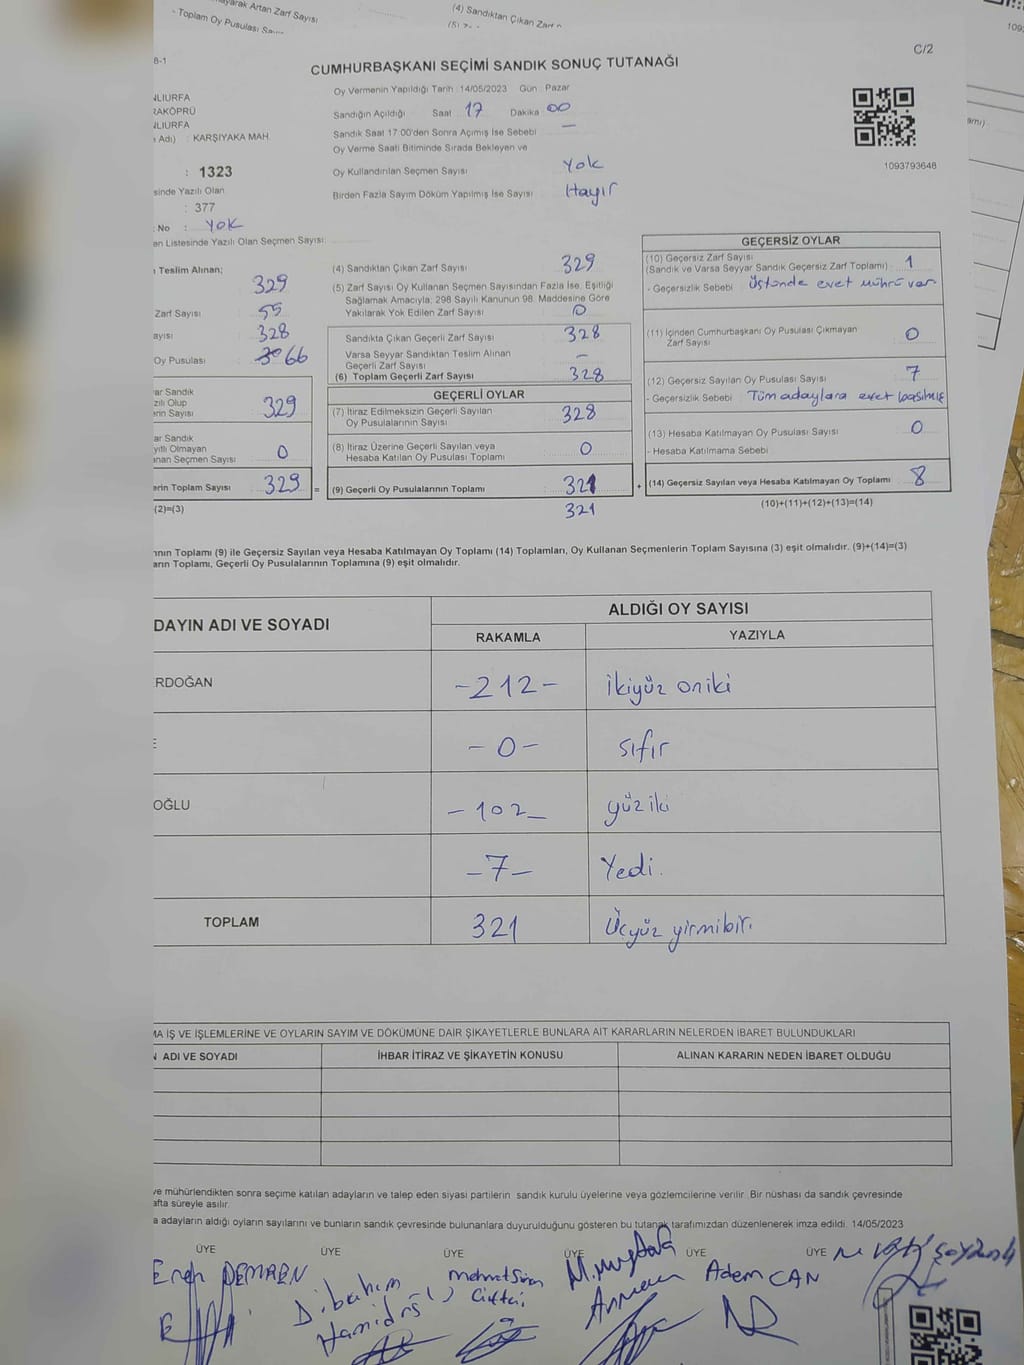 ayarak Artan Zarf Sayısı
- Toplam Oy Pusulası
(4) Sandıktan Çıkan Zarf
C/2
B-1
CUMHURBAŞKANI SEÇİMİ SANDIK SONUÇ TUTANAĞI
Oy Vermenin Yapıldığı Tarih : 14/05/2023 Gün : Pazar
NLIURFA
RAKÖPRÜ
NLIURFA
Adı) : KARŞIYAKA MAH.
Sandığın Açıldığı Saat 17 Dakika 00
Sandık Saat 17:00'den Sonra Açımış İse Sebebi —
Oy Verme Saati Bitiminde Sırada Bekleyen ve
Oy Kullandırılan Seçmen Sayısı Yok
Birden Fazla Sayım Döküm Yapılmış İse Sayısı Hayır
1093793648
: 1323
sinde Yazılı Olan
: 377
No : YOK
en Listesinde Yazılı Olan Seçmen Sayısı:
Teslim Alınan;
329
Zarf Sayısı 55
ayısı 328
Oy Pusulası 66
ar Sandık
zılı Olup
rin Sayısı 329
ar Sandık
yıtlı Olmayan
nan Seçmen Sayısı 0
erin Toplam Sayısı 329 =
(2)=(3)
(4) Sandıktan Çıkan Zarf Sayısı 329
(5) Zarf Sayısı Oy Kullanan Seçmen Sayısından Fazla İse, Eşitliği
Sağlamak Amacıyla; 298 Sayılı Kanunun 98. Maddesine Göre
Yakılarak Yok Edilen Zarf Sayısı 0
Sandıkta Çıkan Geçerli Zarf Sayısı 328
Varsa Seyyar Sandıktan Teslim Alınan
Geçerli Zarf Sayısı —
(6) Toplam Geçerli Zarf Sayısı 328
GEÇERLİ OYLAR
(7) İtiraz Edilmeksizin Geçerli Sayılan
Oy Pusulalarının Sayısı 328
(8) İtiraz Üzerine Geçerli Sayılan veya
Hesaba Katılan Oy Pusulası Toplamı 0
(9) Geçerli Oy Pusulalarının Toplamı 321 +
321
GEÇERSİZ OYLAR
(10) Geçersiz Zarf Sayısı
(Sandık ve Varsa Seyyar Sandık Geçersiz Zarf Toplamı) 1
- Geçersizlik Sebebi Üstünde evet mührü var
(11) İçinden Cumhurbaşkanı Oy Pusulası Çıkmayan
Zarf Sayısı 0
(12) Geçersiz Sayılan Oy Pusulası Sayısı 7
- Geçersizlik Sebebi Tüm adaylara evet basılmış
(13) Hesaba Katılmayan Oy Pusulası Sayısı 0
- Hesaba Katılmama Sebebi
(14) Geçersiz Sayılan veya Hesaba Katılmayan Oy Toplamı 8
(10)+(11)+(12)+(13)=(14)
nın Toplamı (9) ile Geçersiz Sayılan veya Hesaba Katılmayan Oy Toplamı (14) Toplamları, Oy Kullanan Seçmenlerin Toplam Sayısına (3) eşit olmalıdır. (9)+(14)=(3)
arın Toplamı, Geçerli Oy Pusulalarının Toplamına (9) eşit olmalıdır.
DAYIN ADI VE SOYADI
ALDIĞI OY SAYISI
RAKAMLA YAZIYLA
RDOĞAN -212- ikiyüz oniki
E -0- sıfır
OĞLU -102- yüz iki
-7- Yedi.
TOPLAM 321 Üçyüz yirmibir.
MA İŞ VE İŞLEMLERİNE VE OYLARIN SAYIM VE DÖKÜMÜNE DAİR ŞİKAYETLERLE BUNLARA AİT KARARLARIN NELERDEN İBARET BULUNDUKLARI
N ADI VE SOYADI İHBAR İTİRAZ VE ŞİKAYETİN KONUSU ALINAN KARARIN NEDEN İBARET OLDUĞU
ve mühürlendikten sonra seçime katılan adayların ve talep eden siyasi partilerin sandık kurulu üyelerine veya gözlemcilerine verilir. Bir nüshası da sandık çevresinde
afta süreyle asılır.
a adayların aldığı oyların sayılarını ve bunların sandık çevresinde bulunanlara duyurulduğunu gösteren bu tutanak tarafımızdan düzenlenerek imza edildi. 14/05/2023
ÜYE ÜYE ÜYE ÜYE ÜYE ÜYE
Eren DEMREN
İbrahim
Mehmet
Çiftçi
M. Mustafa
Adem CAN